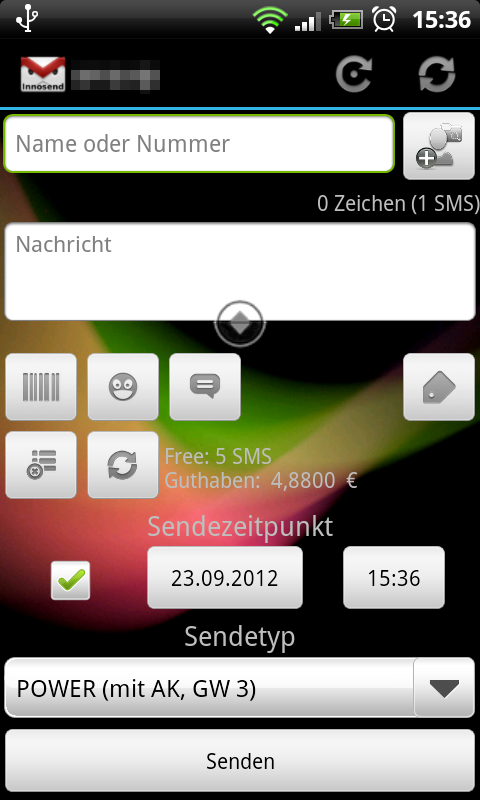 15:36
Innosend
Name oder Nummer
0 Zeichen (1 SMS)
Nachricht
Free: 5 SMS
Guthaben: 4,8800 €
Sendezeitpunkt
23.09.2012
15:36
Sendetyp
POWER (mit AK, GW 3)
Senden